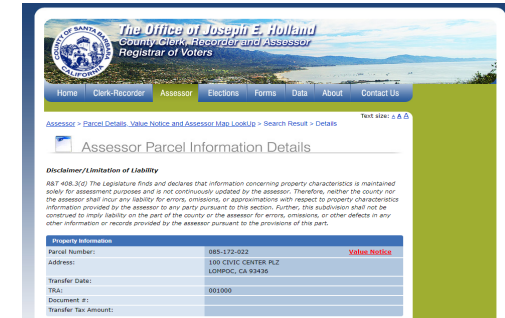 COUNTY OF SANTA BARBARA
CALIFORNIA
The Office of Joseph E. Holland
County Clerk, Recorder and Assessor
Registrar of Voters
Home Clerk-Recorder Assessor Elections Forms Data About Contact Us
Text size: A A A
Assessor > Parcel Details, Value Notice and Assessor Map LookUp > Search Result > Details
Assessor Parcel Information Details
Disclaimer/Limitation of Liability
R&T 408.3(d) The Legislature finds and declares that information concerning property characteristics is maintained
solely for assessment purposes and is not continuously updated by the assessor. Therefore, neither the county nor
the assessor shall incur any liability for errors, omissions, or approximations with respect to property characteristics
information provided by the assessor to any party pursuant to this section. Further, this subdivision shall not be
construed to imply liability on the part of the county or the assessor for errors, omissions, or other defects in any
other information or records provided by the assessor pursuant to the provisions of this part.
Property Information
Parcel Number: 085-172-022 Value Notice
Address: 100 CIVIC CENTER PLZ
LOMPOC, CA 93436
Transfer Date:
TRA: 001000
Document #:
Transfer Tax Amount: